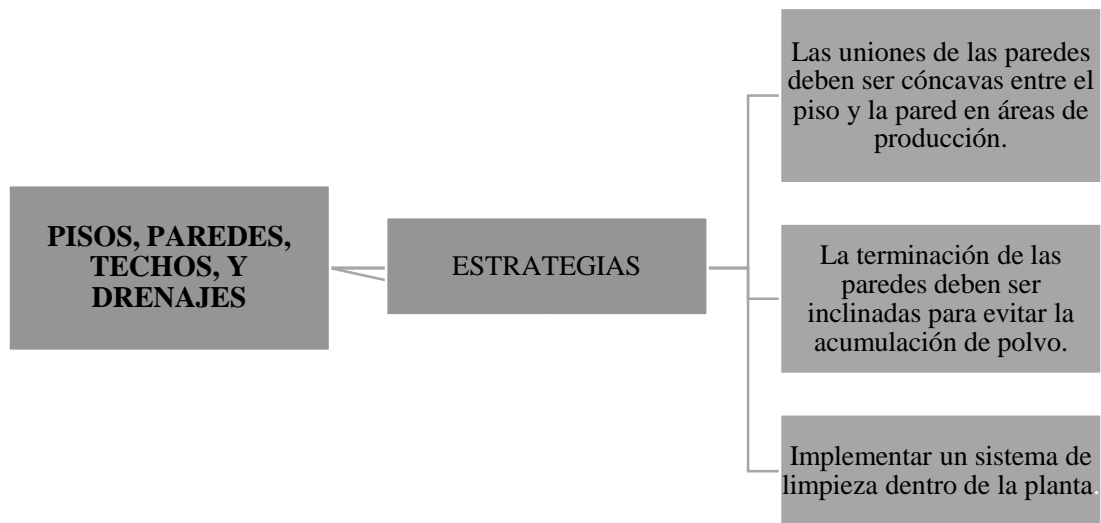 PISOS, PAREDES,
TECHOS, Y
DRENAJES
ESTRATEGIAS
Las uniones de las paredes
deben ser cóncavas entre el
piso y la pared en áreas de
producción.
La terminación de las
paredes deben ser
inclinadas para evitar la
acumulación de polvo.
Implementar un sistema de
limpieza dentro de la planta.